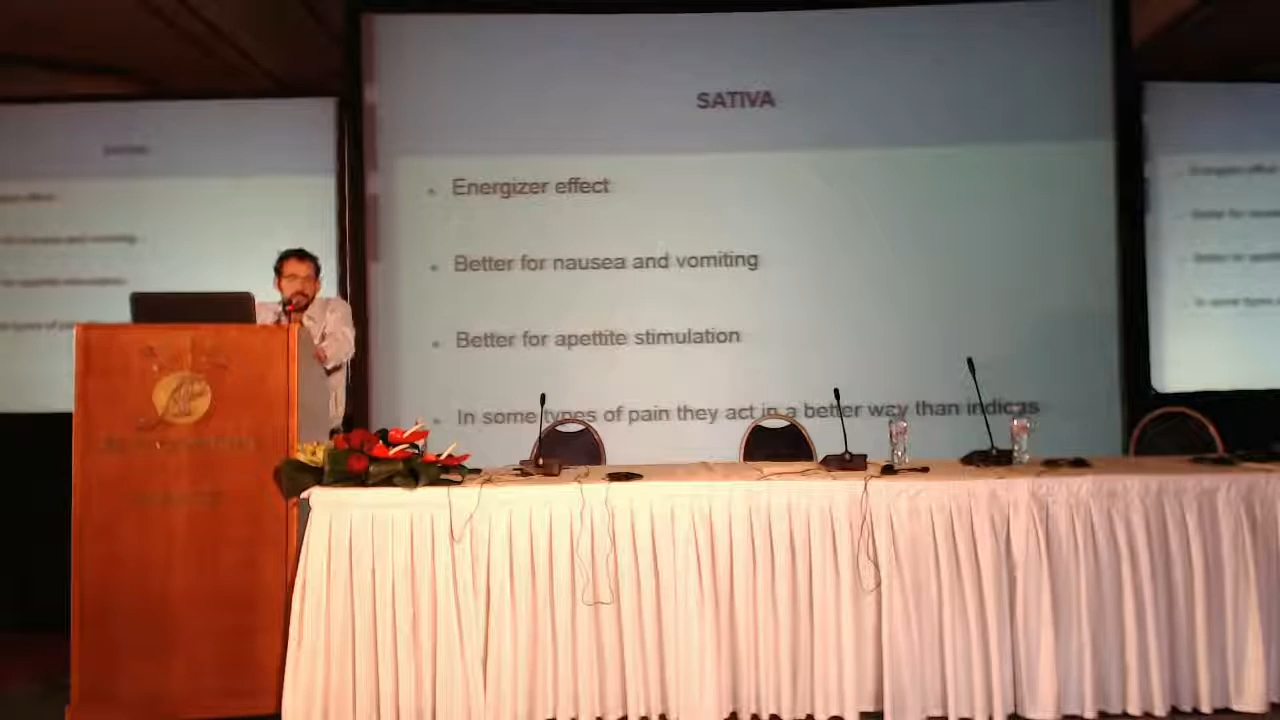 SATIVA
Energizer effect
Better for nausea and vomiting
Better for apettite stimulation
In some types of pain they act in a better way than indicas